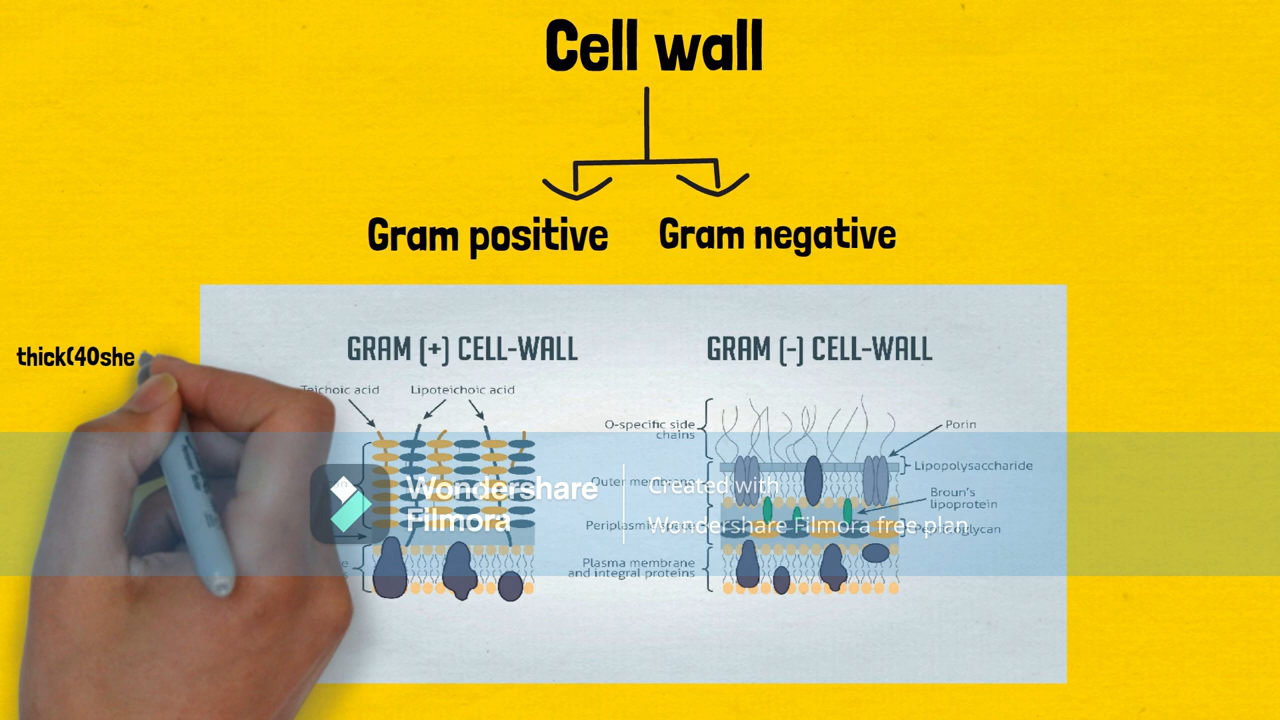 Cell wall
Gram positive
Gram negative
thick(40she
GRAM (+) CELL-WALL
GRAM (-) CELL-WALL
Teichoic acid
Lipoteichoic acid
O-specific side
chains
Porin
Lipopolysaccharide
Outer membrane
Broun's
lipoprotein
Periplasmic space
Peptidoglycan
Plasma membrane
and integral proteins
Wondershare
Filmora
Created with
Wondershare Filmora free plan